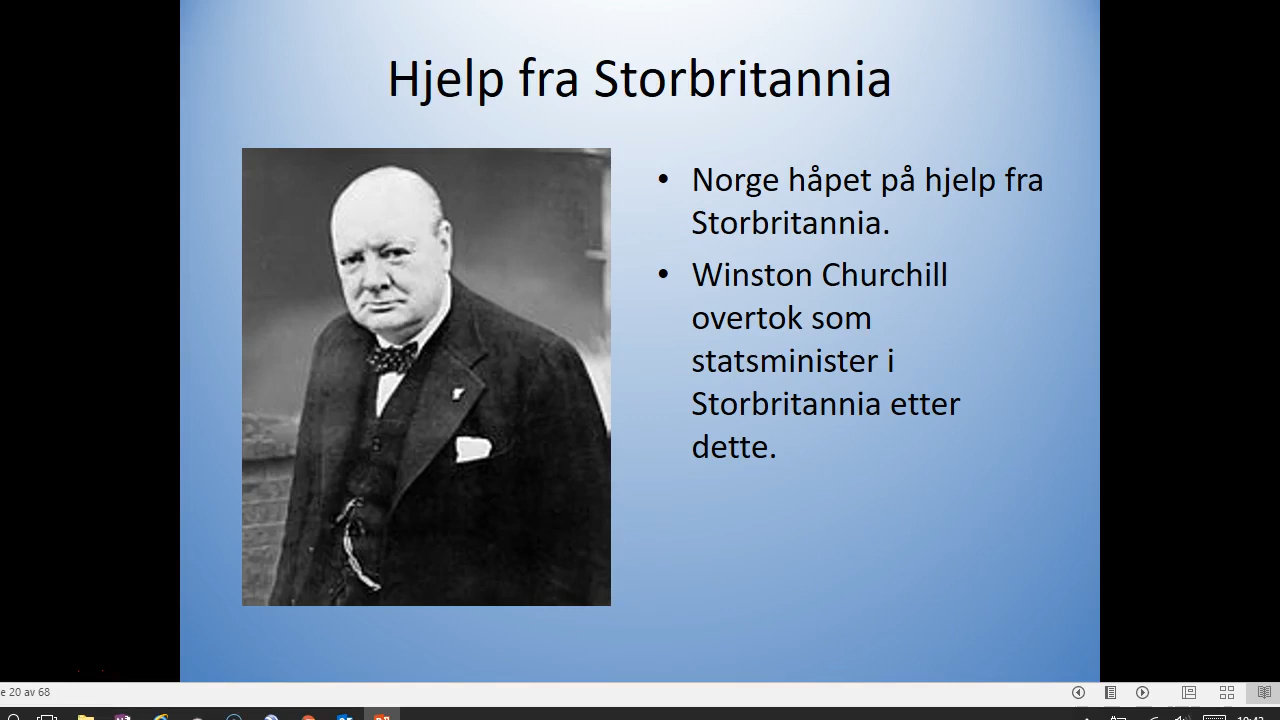 Hjelp fra Storbritannia
• Norge håpet på hjelp fra
Storbritannia.
• Winston Churchill
overtok som
statsminister i
Storbritannia etter
dette.
e 20 av 68